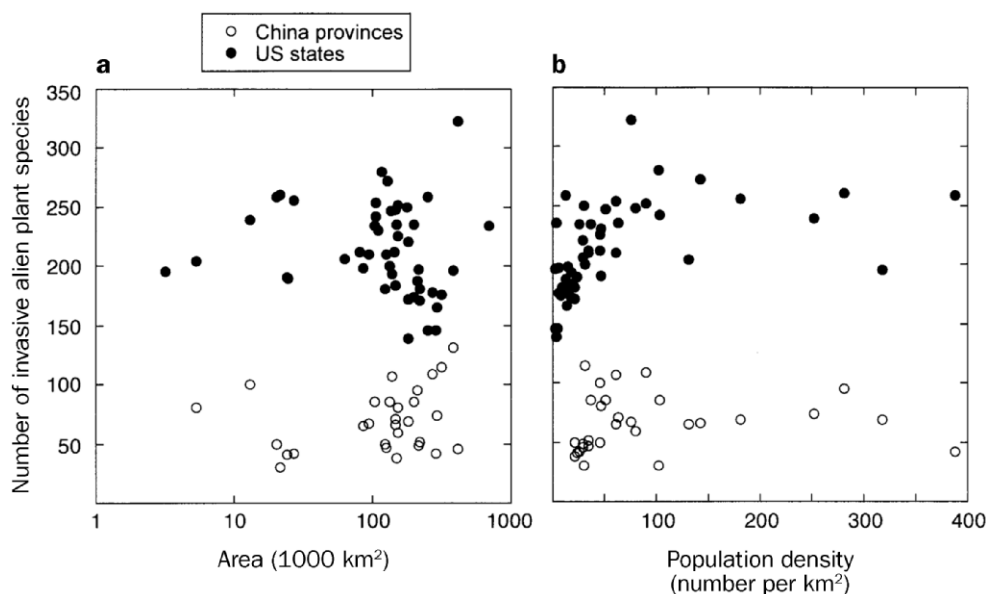 China provinces
US states
a
b
Number of invasive alien plant species
350
300
250
200
150
100
50
1 10 100 1000
0 100 200 300 400
Area (1000 km²)
Population density
(number per km²)